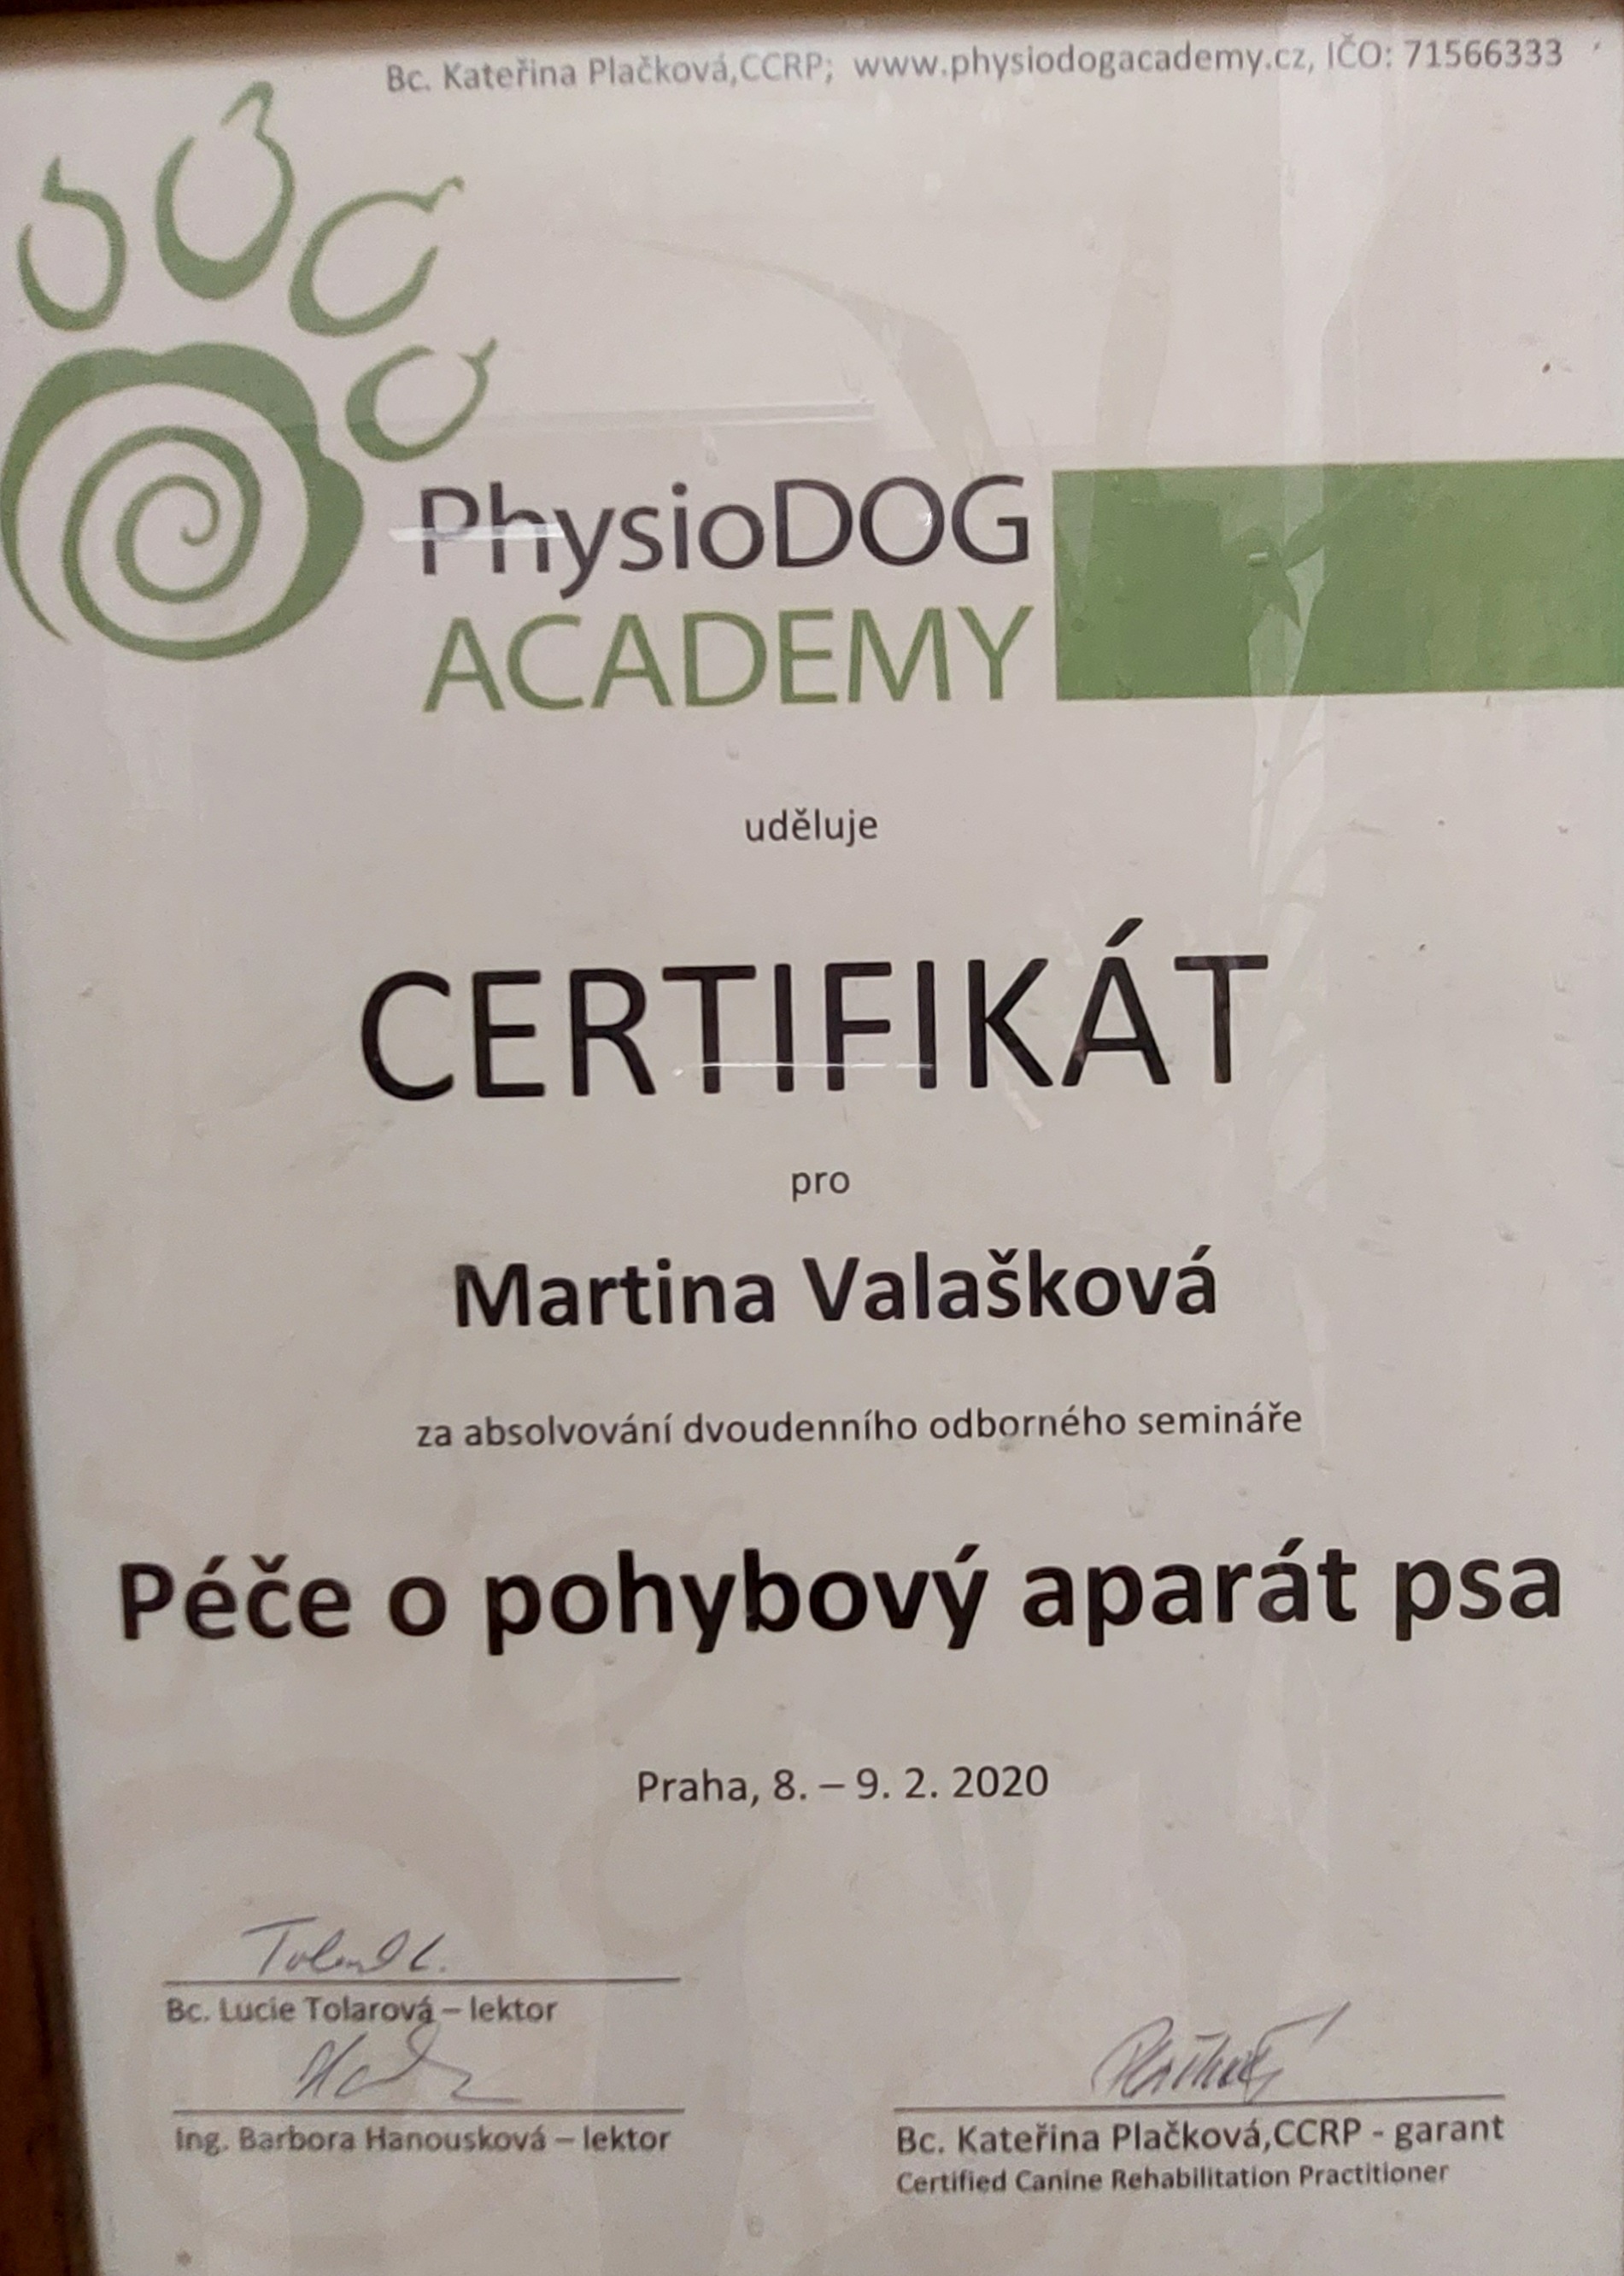 Bc. Kateřina Plačková,CCRP; www.physiodogacademy.cz, IČO: 71566333
PhysioDOG
ACADEMY
uděluje
CERTIFIKÁT
pro
Martina Valašková
za absolvování dvoudenního odborného semináře
Péče o pohybový aparát psa
Praha, 8. – 9. 2. 2020
Bc. Lucie Tolarová – lektor
Ing. Barbora Hanousková – lektor
Bc. Kateřina Plačková,CCRP - garant
Certified Canine Rehabilitation Practitioner